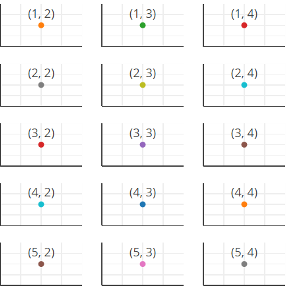 (1, 2) (1, 3) (1, 4)
(2, 2) (2, 3) (2, 4)
(3, 2) (3, 3) (3, 4)
(4, 2) (4, 3) (4, 4)
(5, 2) (5, 3) (5, 4)